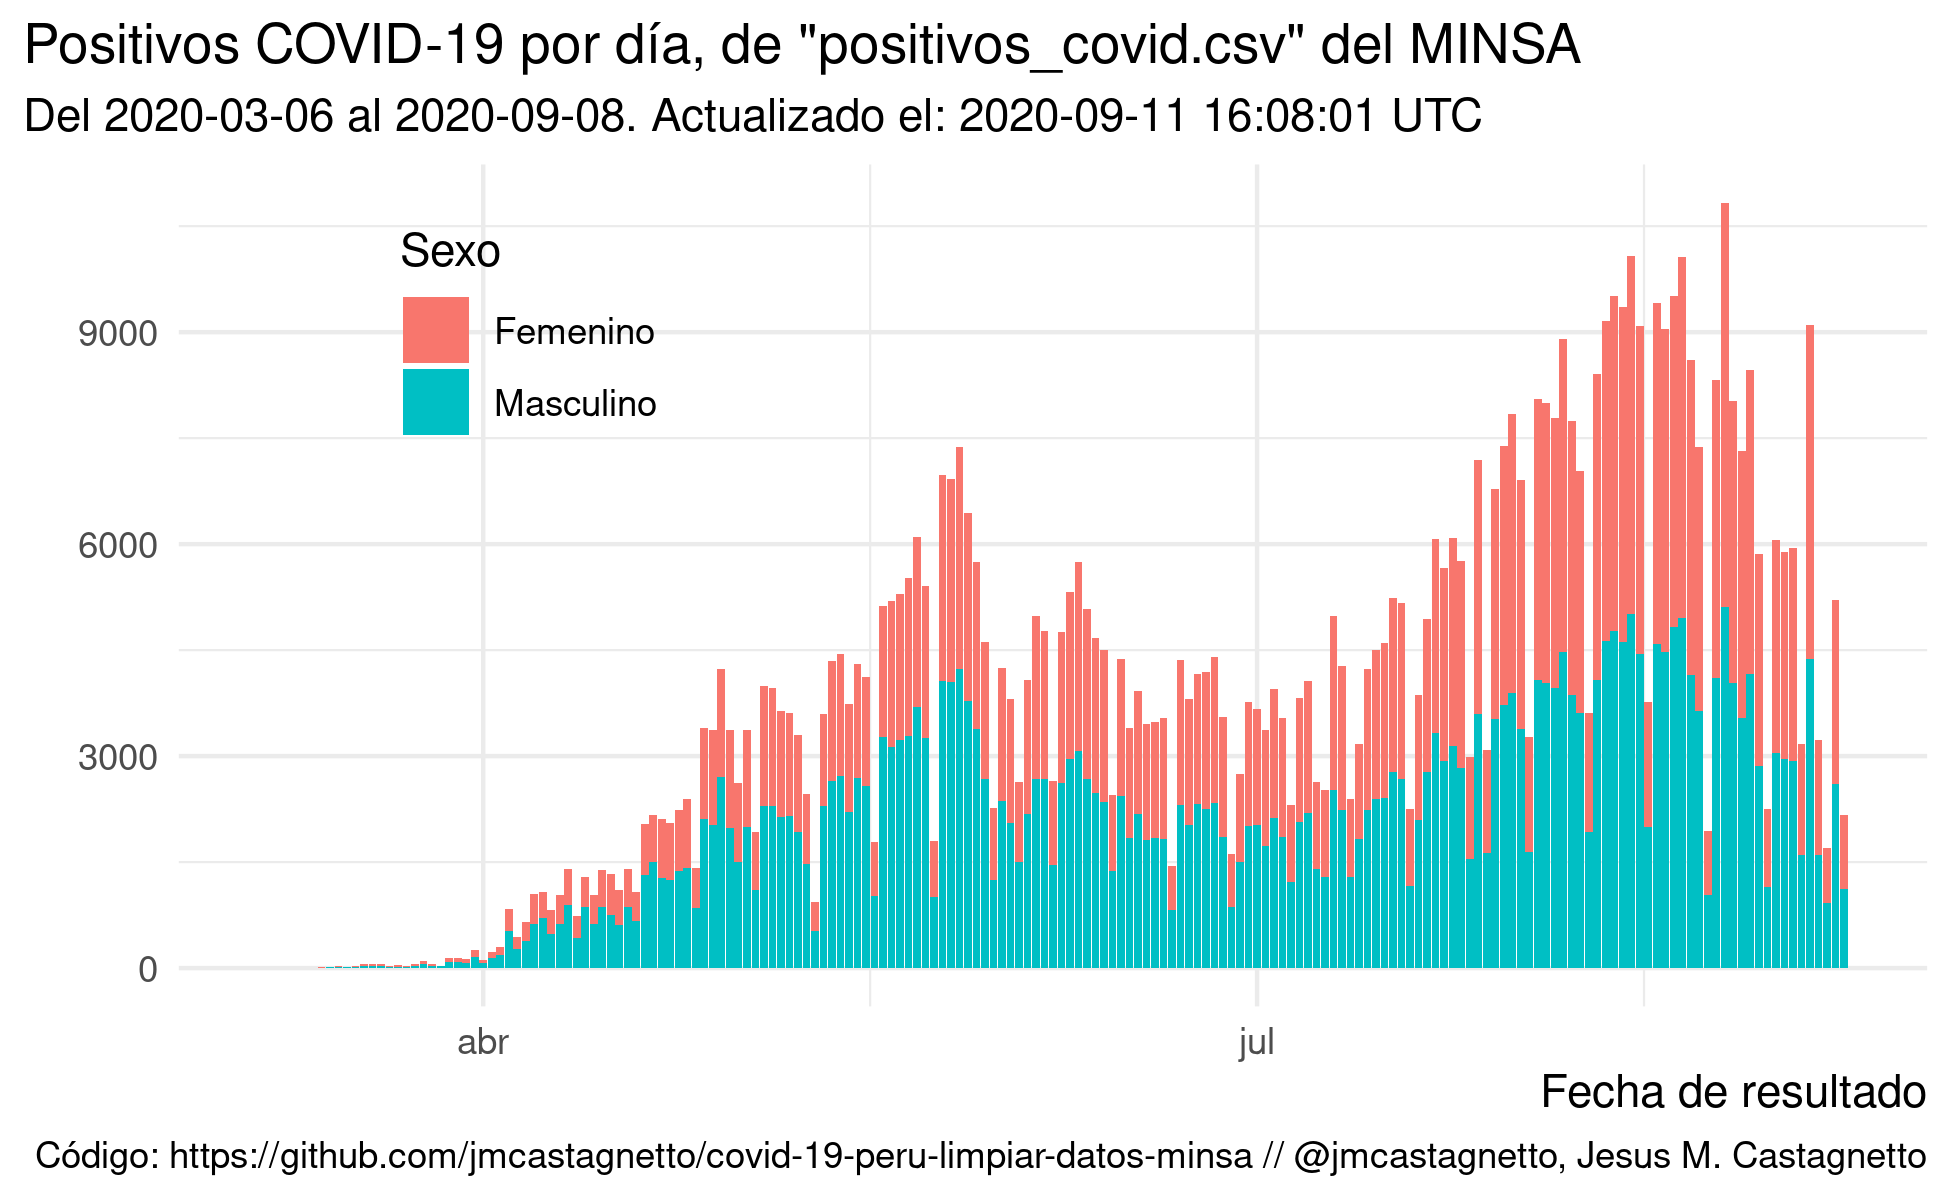 Positivos COVID-19 por día, de "positivos_covid.csv" del MINSA
Del 2020-03-06 al 2020-09-08. Actualizado el: 2020-09-11 16:08:01 UTC
Sexo
Femenino
Masculino
9000
6000
3000
0
abr
jul
Fecha de resultado
Código: https://github.com/jmcastagnetto/covid-19-peru-limpiar-datos-minsa // @jmcastagnetto, Jesus M. Castagnetto